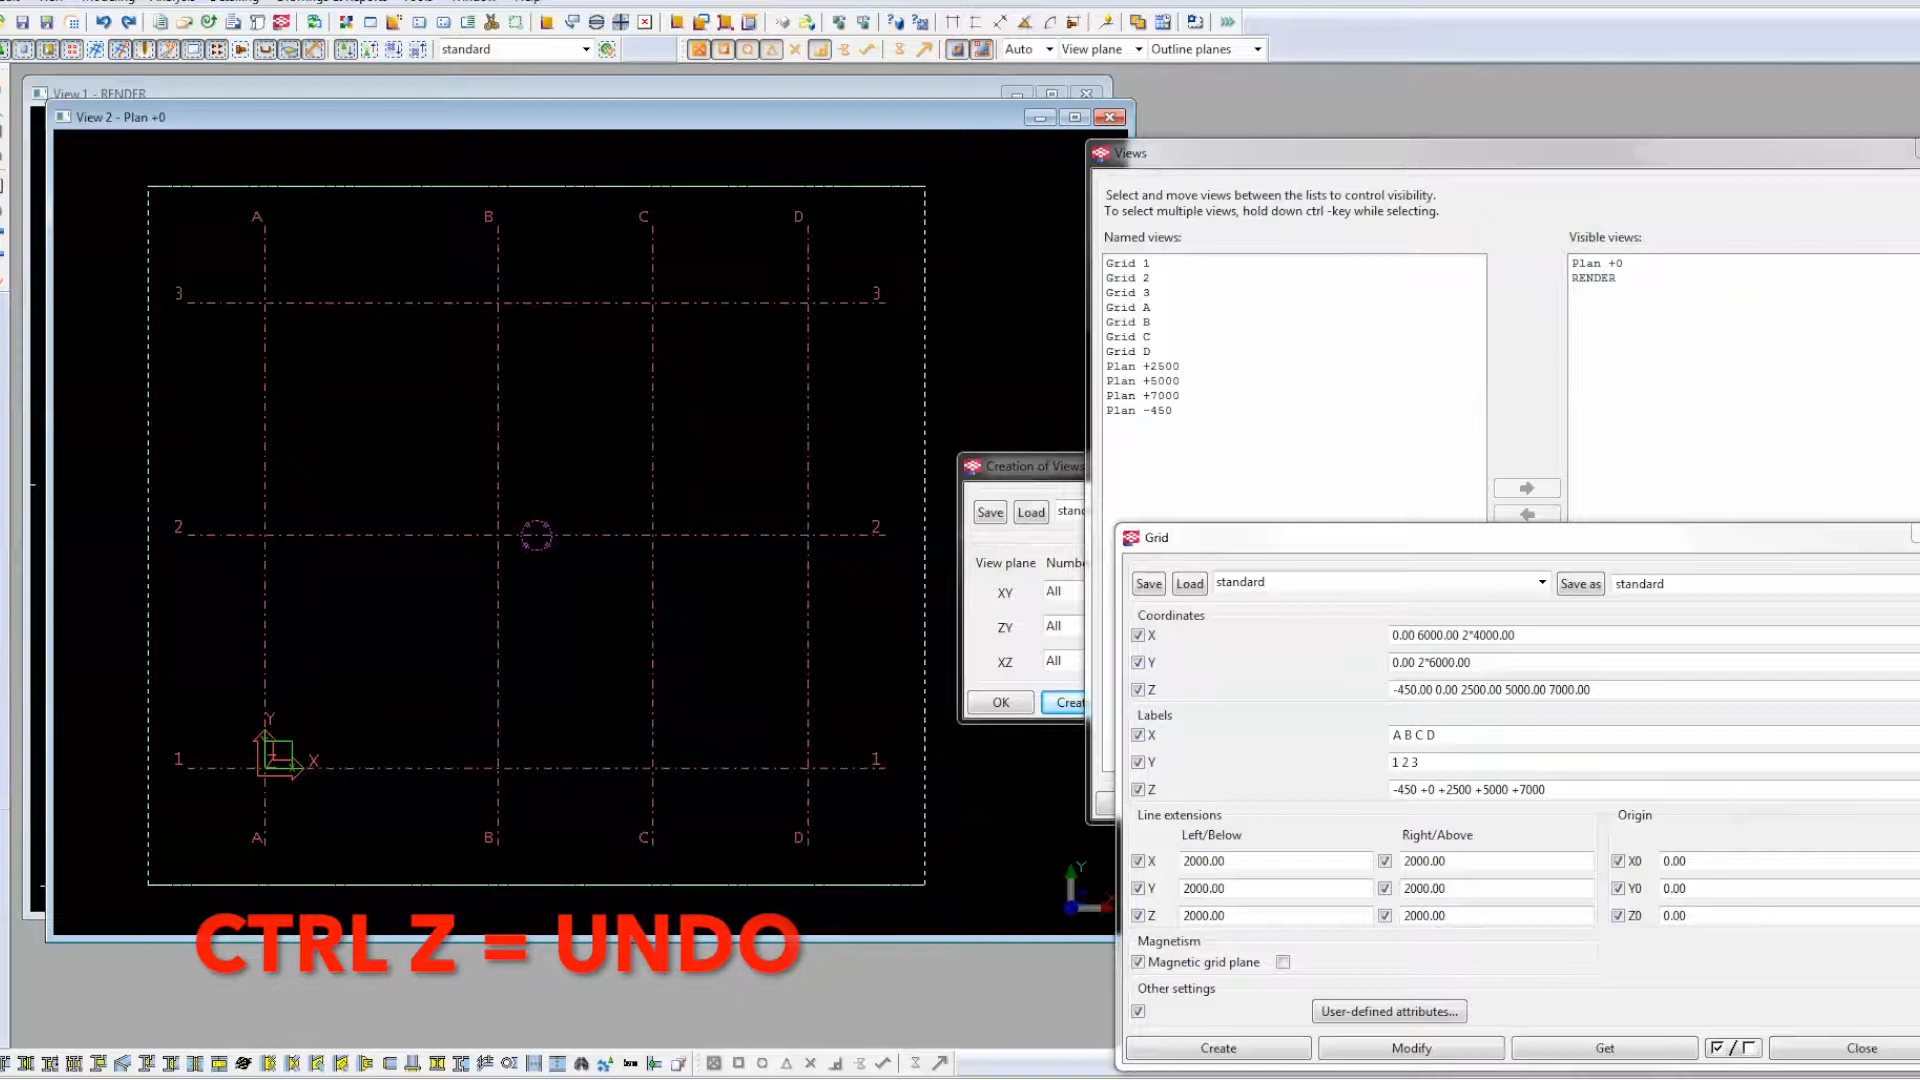 standard
Auto
View plane
Outline planes
View 1 - RENDER
View 2 - Plan +0
A B C D
3 3
2 2
Y
X
Z
1 1
A B C D
Y
CTRL Z = UNDO
Creation of Views
Save
Load
stand
View plane
Numbe
XY
All
ZY
All
XZ
All
OK
Creat
Views
Select and move views between the lists to control visibility.
To select multiple views, hold down ctrl -key while selecting.
Named views:
Grid 1
Grid 2
Grid 3
Grid A
Grid B
Grid C
Grid D
Plan +2500
Plan +5000
Plan +7000
Plan -450
Visible views:
Plan +0
RENDER
Grid
Save
Load
standard
Save as
standard
Coordinates
X
0.00 6000.00 2*4000.00
Y
0.00 2*6000.00
Z
-450.00 0.00 2500.00 5000.00 7000.00
Labels
X
A B C D
Y
1 2 3
Z
-450 +0 +2500 +5000 +7000
Line extensions
Origin
Left/Below
Right/Above
X
2000.00
2000.00
X0
0.00
Y
2000.00
2000.00
Y0
0.00
Z
2000.00
2000.00
Z0
0.00
Magnetism
Magnetic grid plane
Other settings
User-defined attributes...
Create
Modify
Get
Close